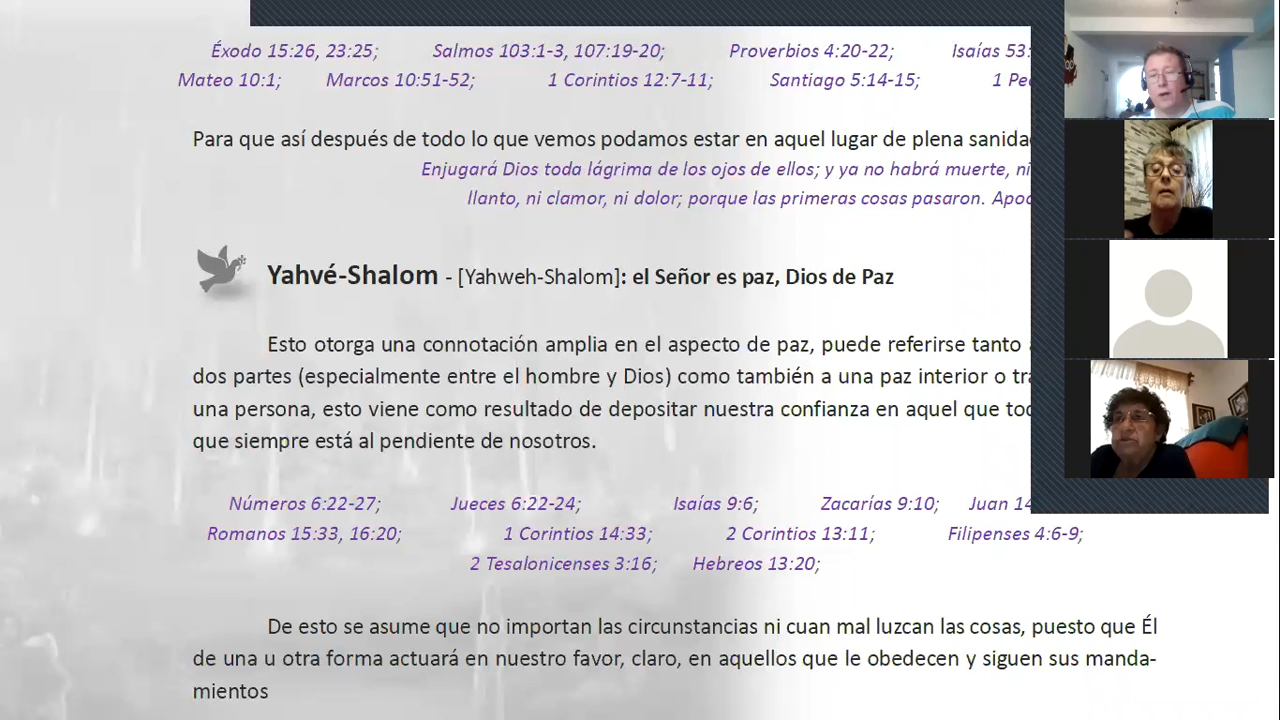 Éxodo 15:26, 23:25; Salmos 103:1-3, 107:19-20; Proverbios 4:20-22; Isaías 53:
Mateo 10:1; Marcos 10:51-52; 1 Corintios 12:7-11; Santiago 5:14-15; 1 Pe
Para que así después de todo lo que vemos podamos estar en aquel lugar de plena sanida
Enjugará Dios toda lágrima de los ojos de ellos; y ya no habrá muerte, ni
llanto, ni clamor, ni dolor; porque las primeras cosas pasaron. Apoc
Yahvé-Shalom - [Yahweh-Shalom]: el Señor es paz, Dios de Paz
Esto otorga una connotación amplia en el aspecto de paz, puede referirse tanto
dos partes (especialmente entre el hombre y Dios) como también a una paz interior o tra
una persona, esto viene como resultado de depositar nuestra confianza en aquel que tod
que siempre está al pendiente de nosotros.
Números 6:22-27; Jueces 6:22-24; Isaías 9:6; Zacarías 9:10; Juan 14
Romanos 15:33, 16:20; 1 Corintios 14:33; 2 Corintios 13:11; Filipenses 4:6-9;
2 Tesalonicenses 3:16; Hebreos 13:20;
De esto se asume que no importan las circunstancias ni cuan mal luzcan las cosas, puesto que Él
de una u otra forma actuará en nuestro favor, claro, en aquellos que le obedecen y siguen sus manda-
mientos